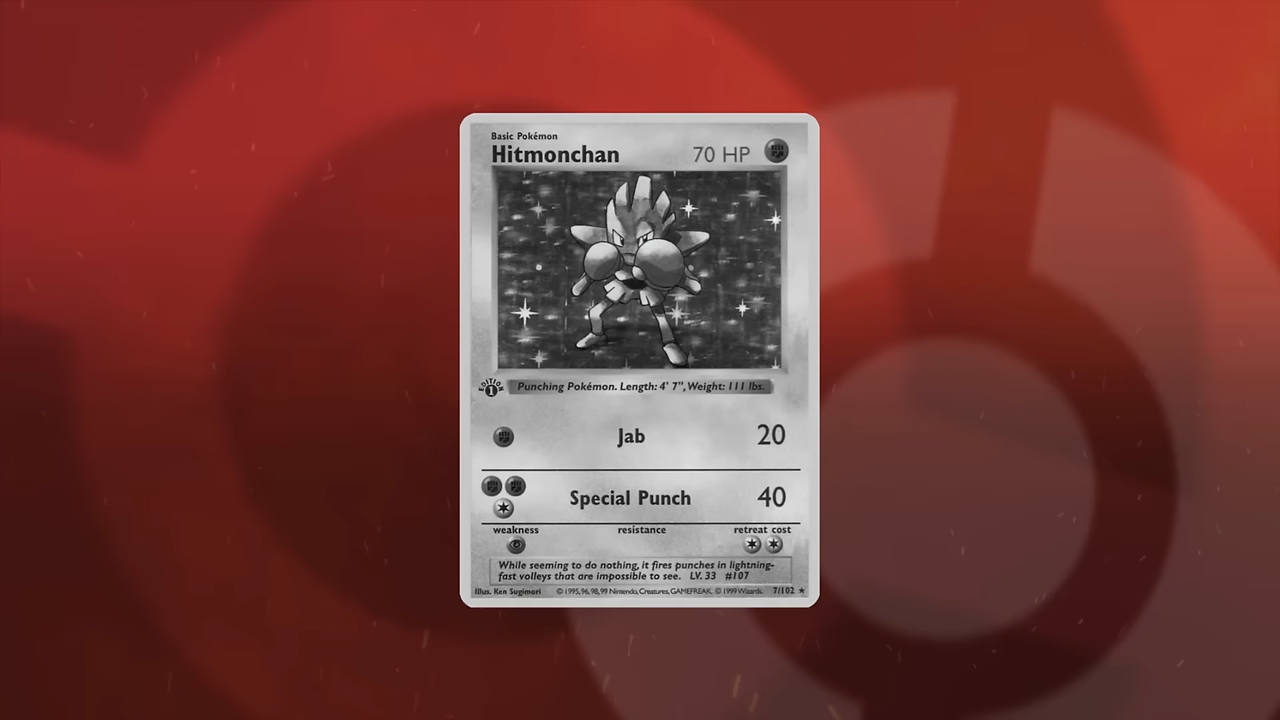 Basic Pokémon
Hitmonchan 70 HP
EDITION 1
Punching Pokémon. Length: 4' 7", Weight: 111 lbs.
Jab 20
Special Punch 40
weakness resistance retreat cost
While seeming to do nothing, it fires punches in lightning-
fast volleys that are impossible to see. LV. 33 #107
Illus. Ken Sugimori ©1995, 96, 98, 99 Nintendo, Creatures, GAMEFREAK. ©1999 Wizards. 7/102 ★